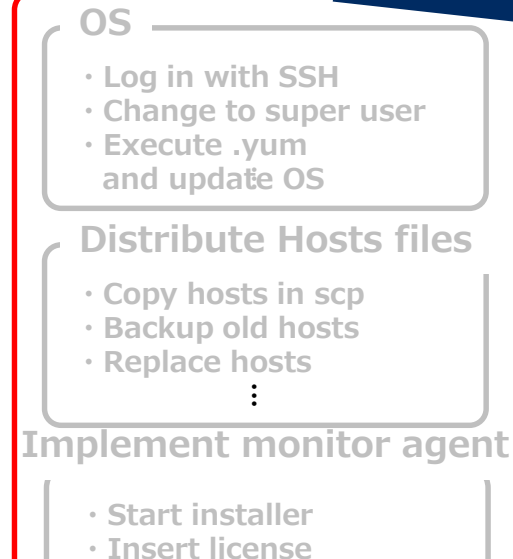 OS
・Log in with SSH
・Change to super user
・Execute .yum
and update OS
Distribute Hosts files
・Copy hosts in scp
・Backup old hosts
・Replace hosts
⋮
Implement monitor agent
・Start installer
・Insert license